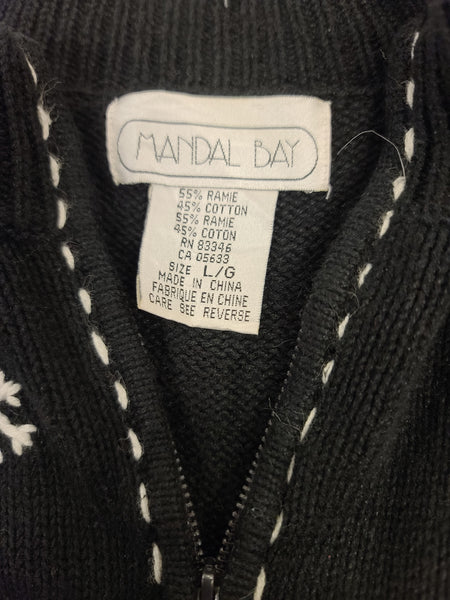 MANDAL BAY
55% RAMIE
45% COTTON
55% RAMIE
45% COTON
RN 83346
CA 05633
SIZE L/G
MADE IN CHINA
FABRIQUE EN CHINE
CARE SEE REVERSE